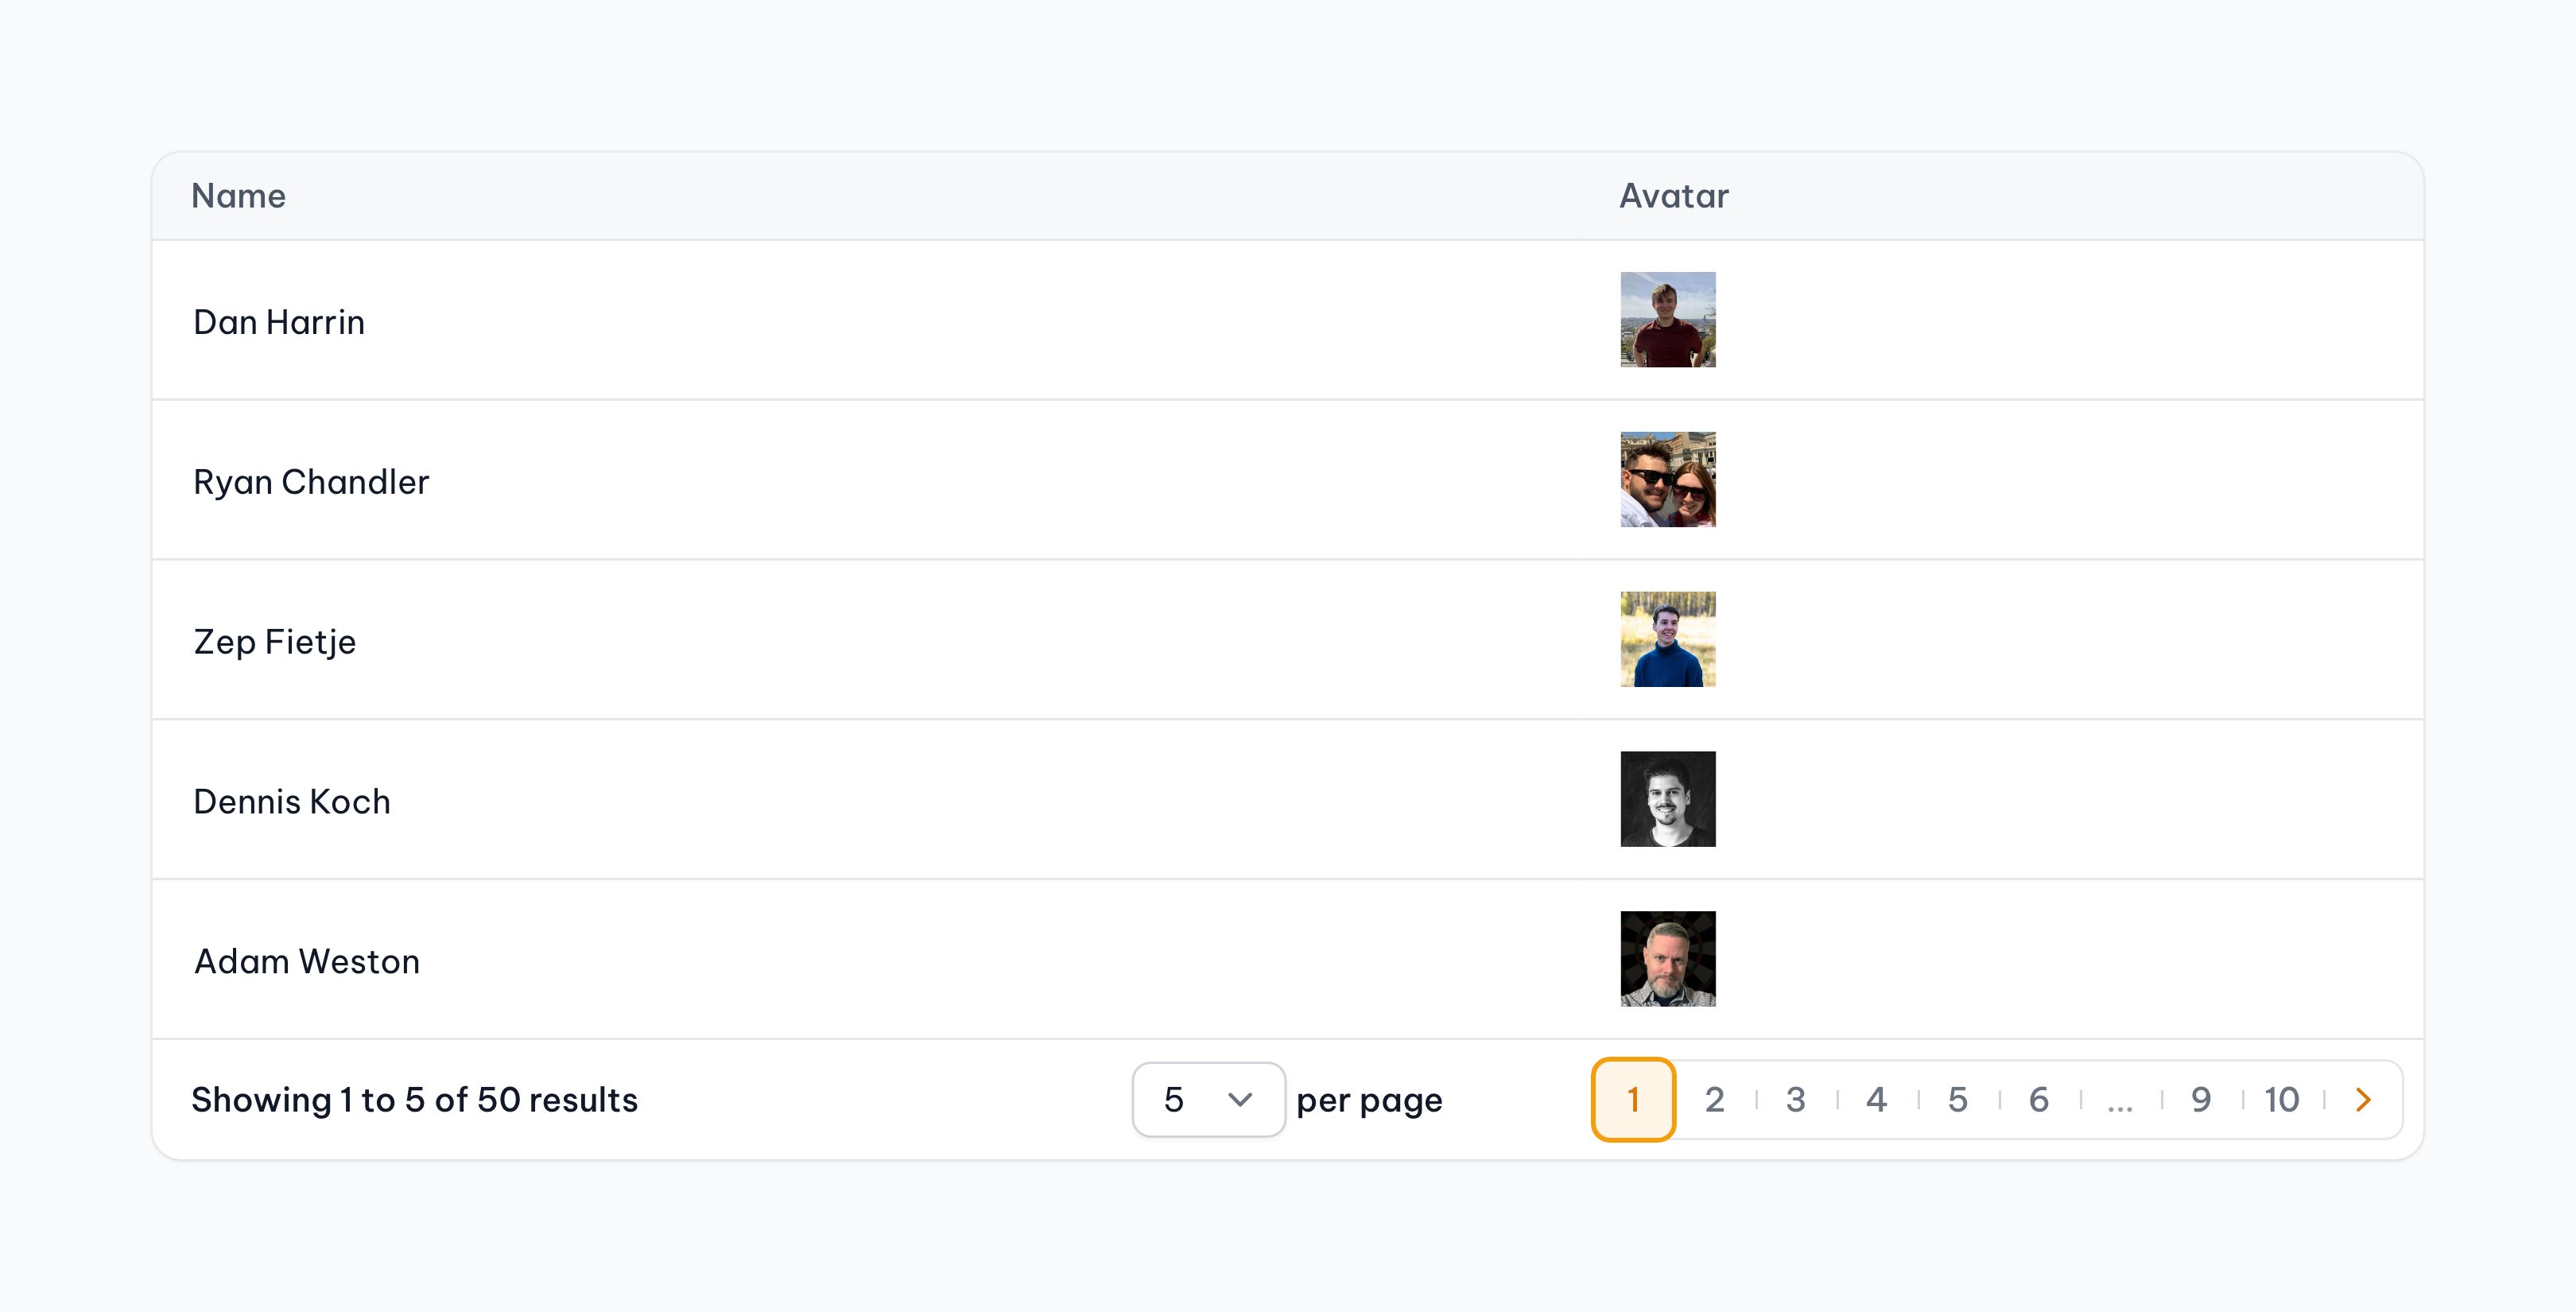 Name Avatar
Dan Harrin
Ryan Chandler
Zep Fietje
Dennis Koch
Adam Weston
Showing 1 to 5 of 50 results 5 per page 1 2 3 4 5 6 ... 9 10